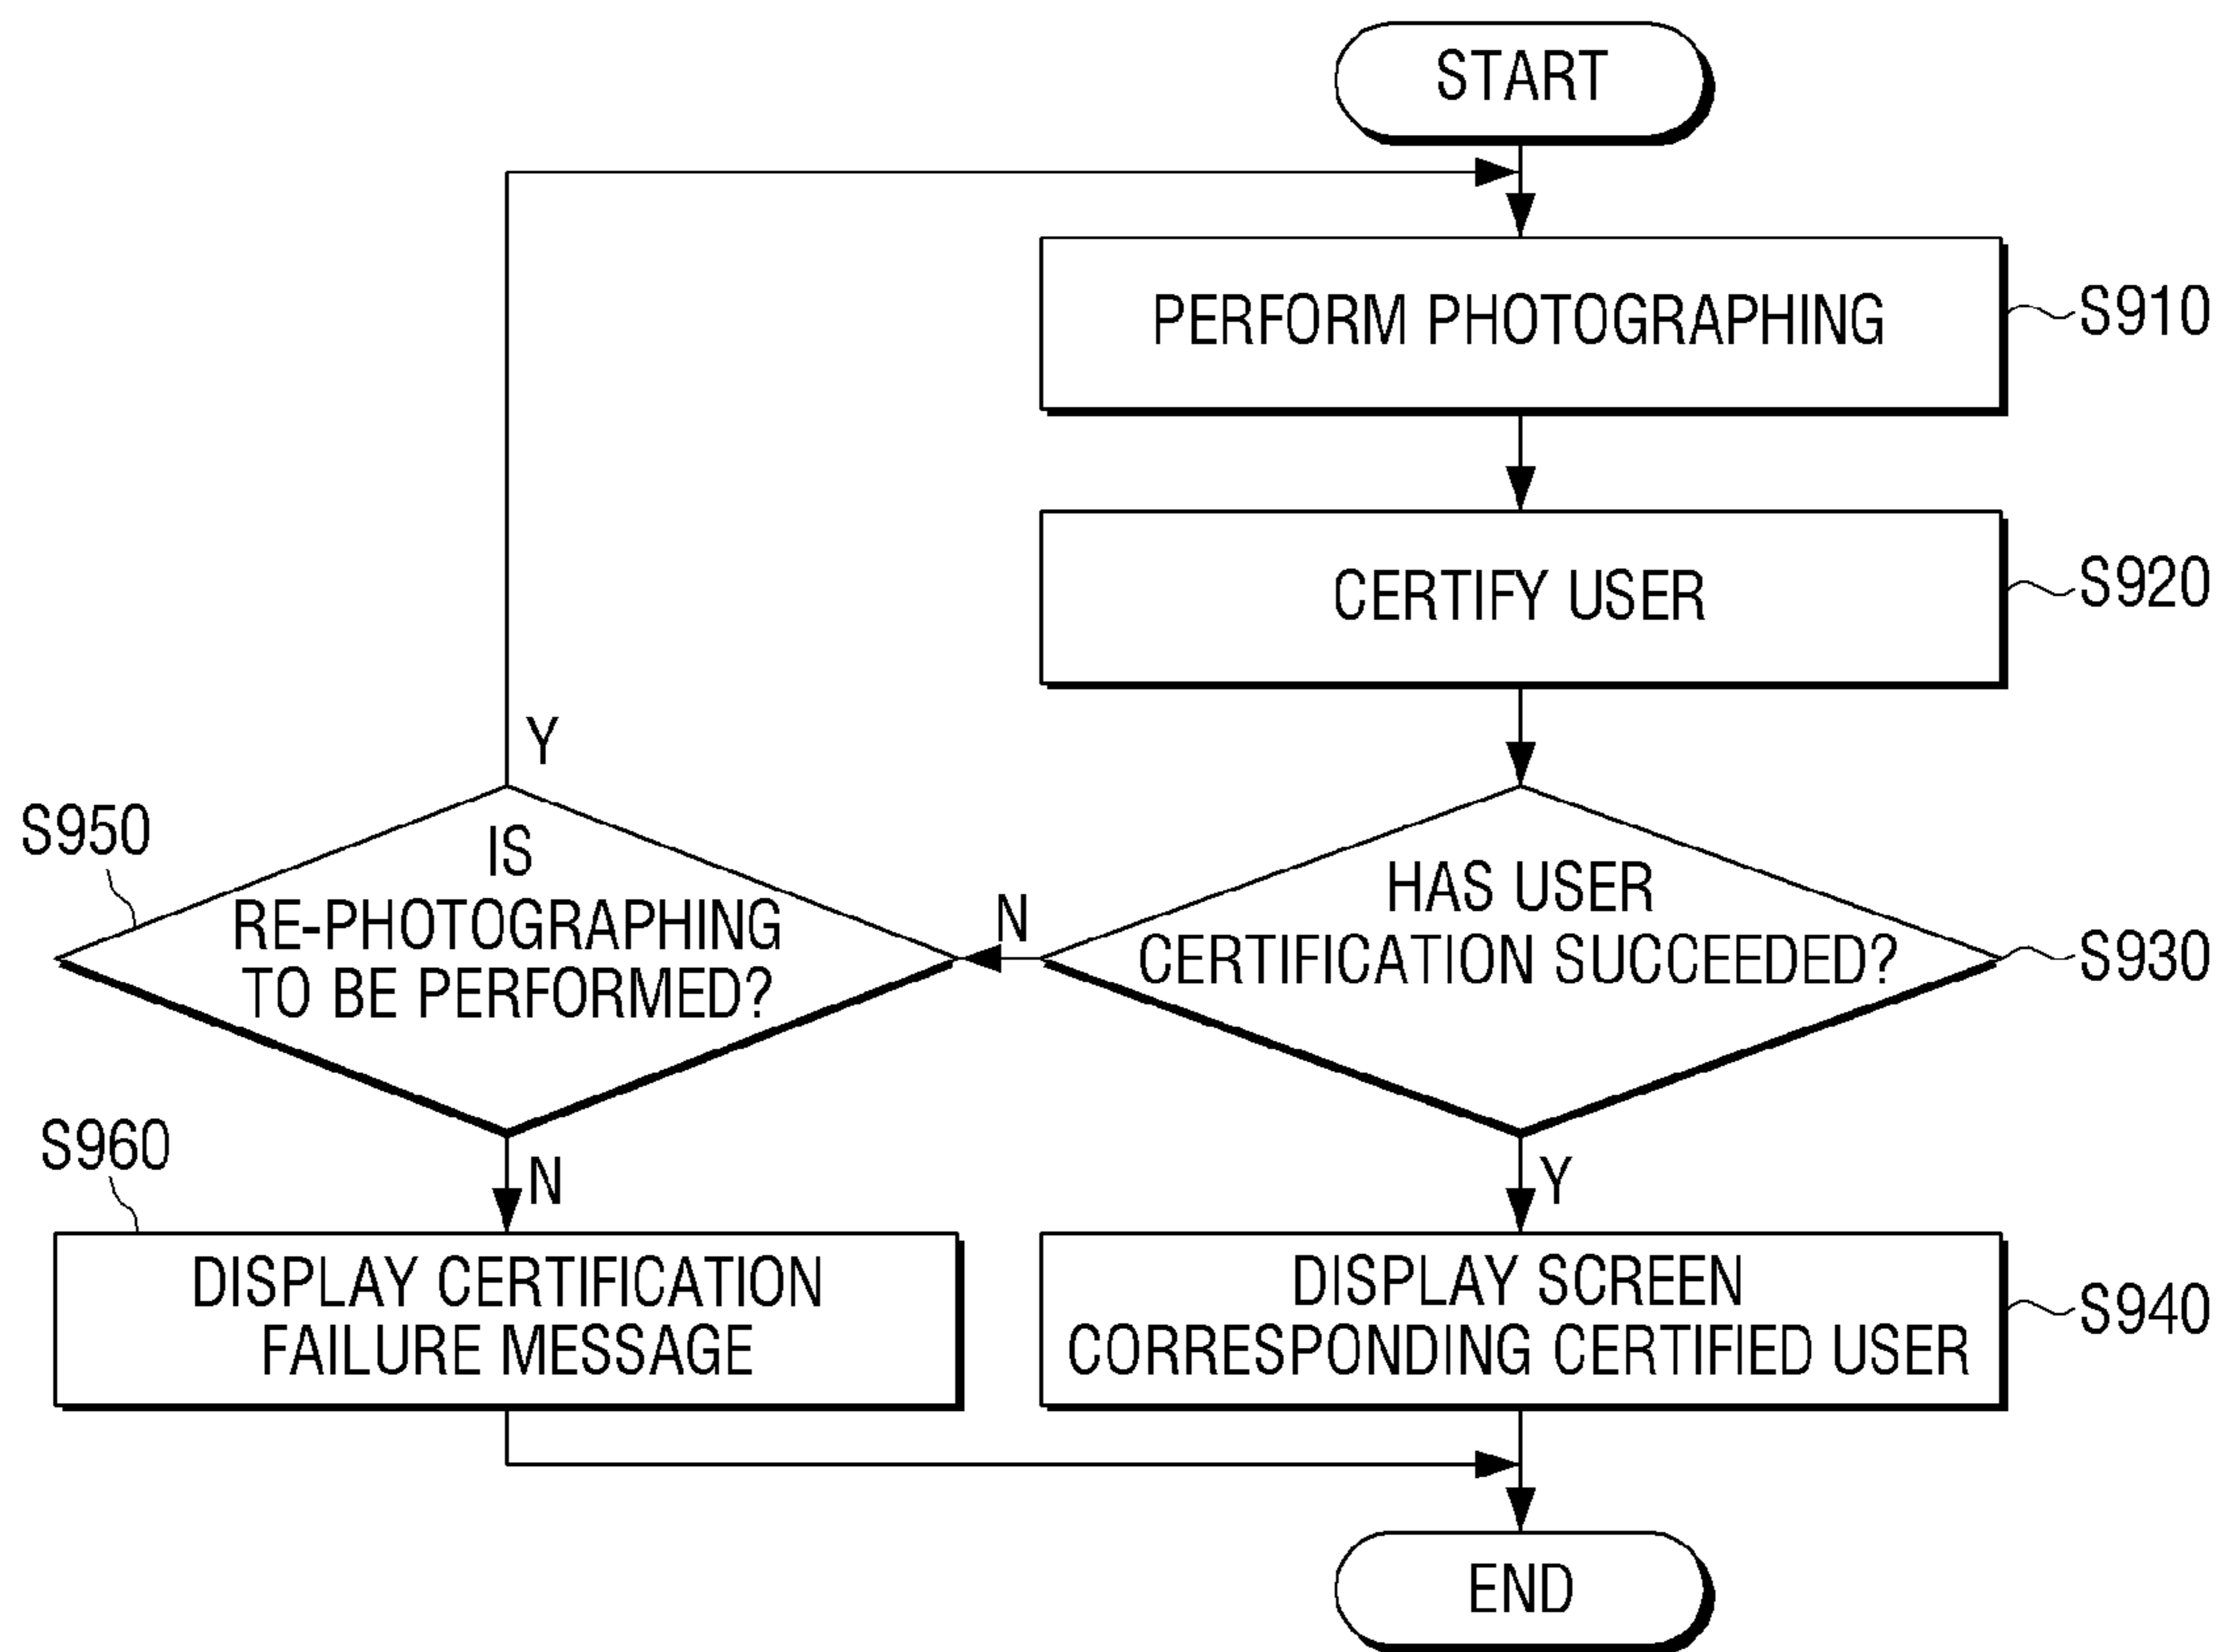 START
PERFORM PHOTOGRAPHING
S910
CERTIFY USER
S920
Y
S950
IS
RE-PHOTOGRAPHING
TO BE PERFORMED?
N
HAS USER
CERTIFICATION SUCCEEDED?
S930
S960
N
Y
DISPLAY CERTIFICATION
FAILURE MESSAGE
DISPLAY SCREEN
CORRESPONDING CERTIFIED USER
S940
END